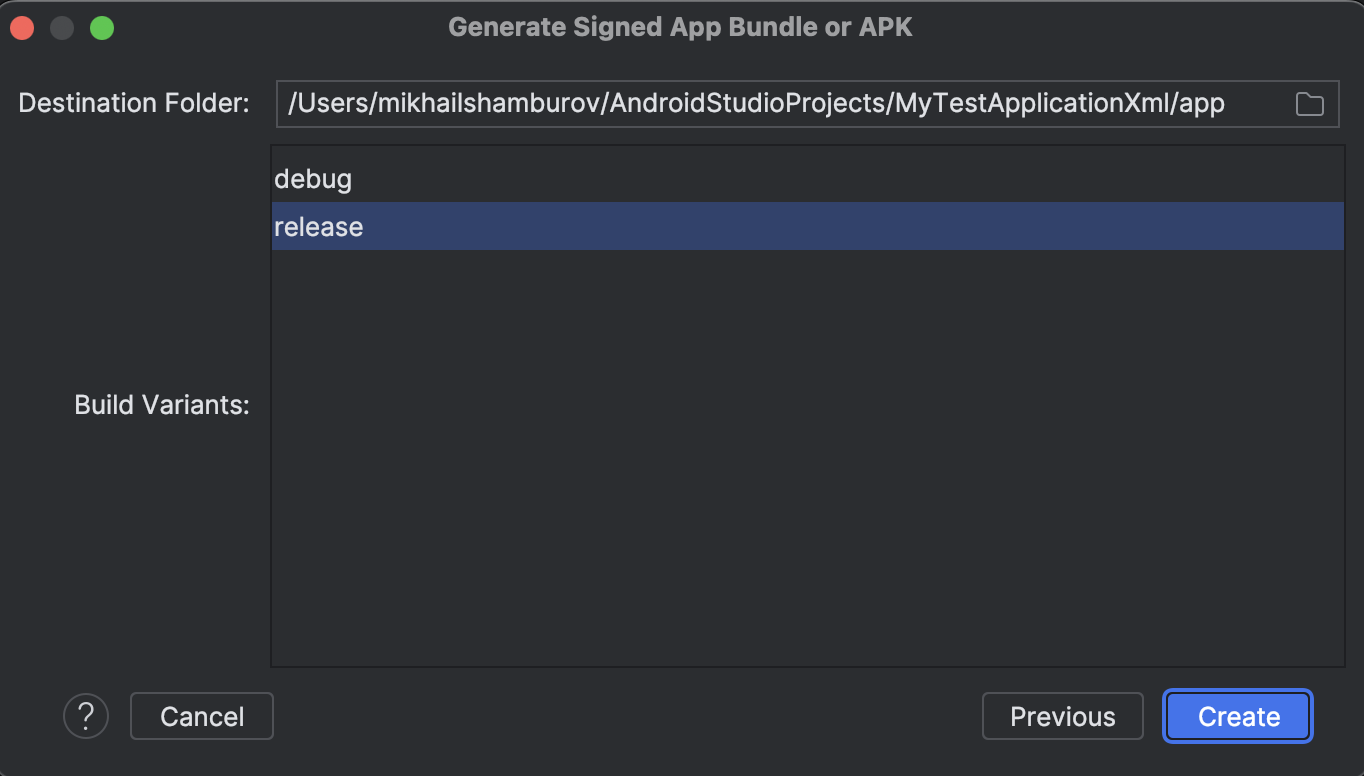 Generate Signed App Bundle or APK
Destination Folder: /Users/mikhailshamburov/AndroidStudioProjects/MyTestApplicationXml/app
debug
release
Build Variants:
? Cancel Previous Create